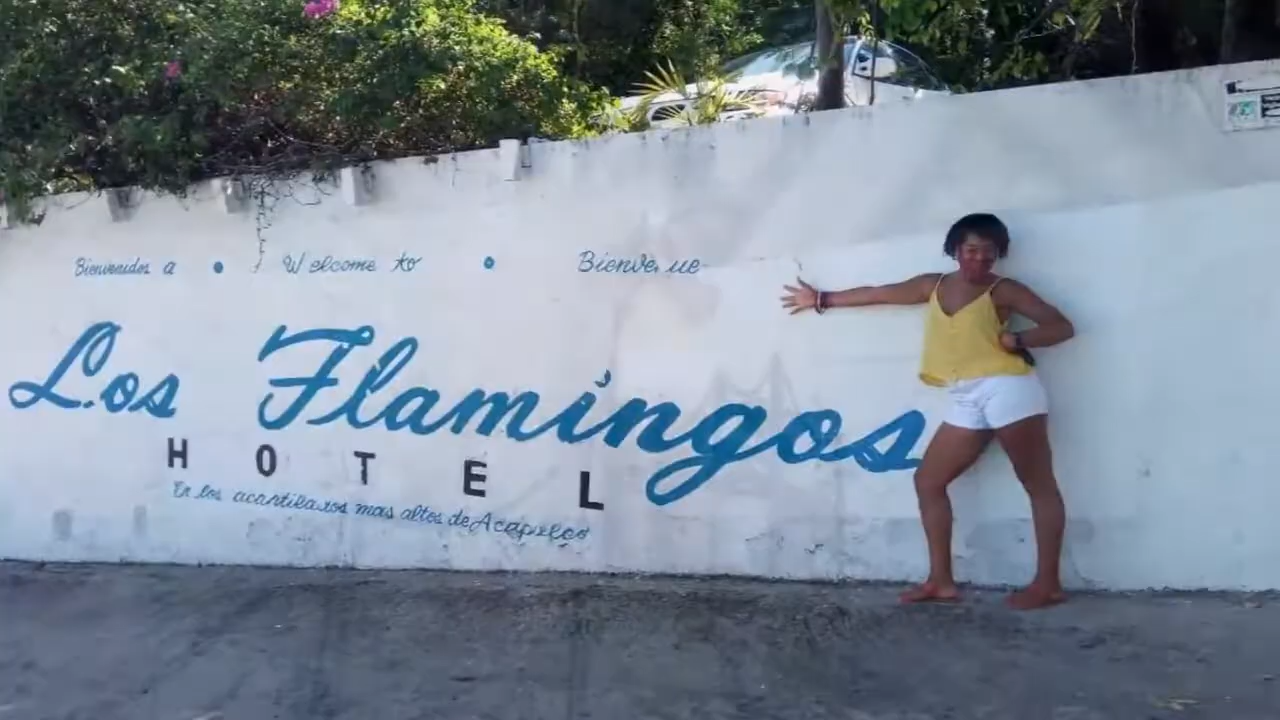 Bienvenidos a • Welcome to • Bienvenue
Los Flamingos
HOTEL
En los acantilados mas altos de Acapulco